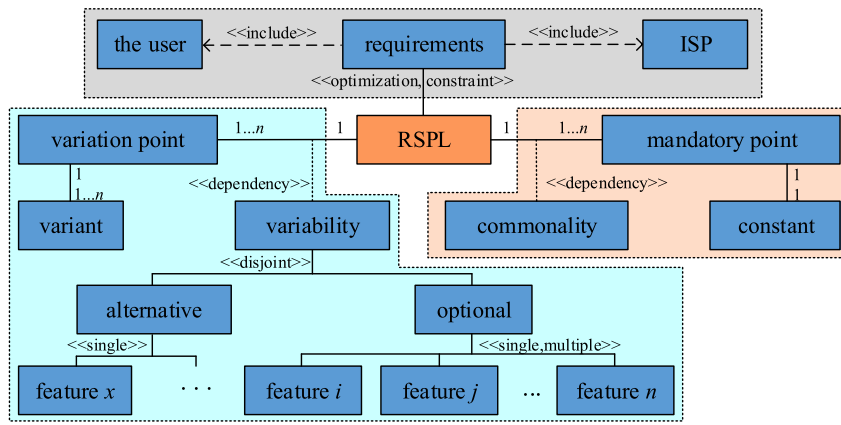 the user
<<include>>
requirements
<<include>>
ISP
<<optimization, constraint>>
variation point
1...n
1
RSPL
1
1...n
mandatory point
1
1...n
<<dependency>>
<<dependency>>
1
1
variant
variability
commonality
constant
<<disjoint>>
alternative
optional
<<single>>
<<single,multiple>>
feature x
. . .
feature i
feature j
...
feature n